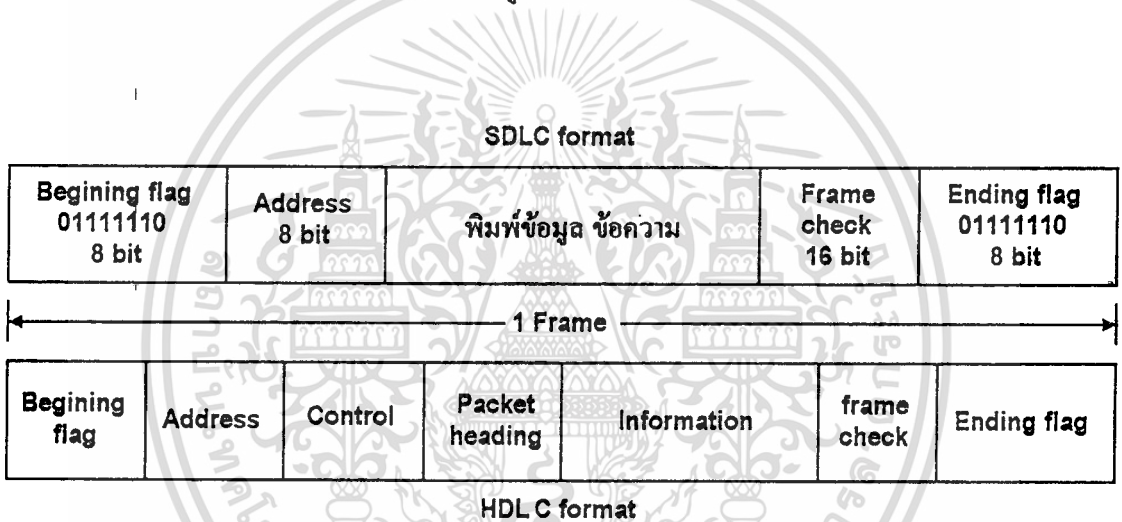 SDLC format
Begining flag
01111110
8 bit
Address
8 bit
พิมพ์ข้อมูล ข้อความ
Frame
check
16 bit
Ending flag
01111110
8 bit
1 Frame
Begining
flag
Address
Control
Packet
heading
Information
frame
check
Ending flag
HDLC format